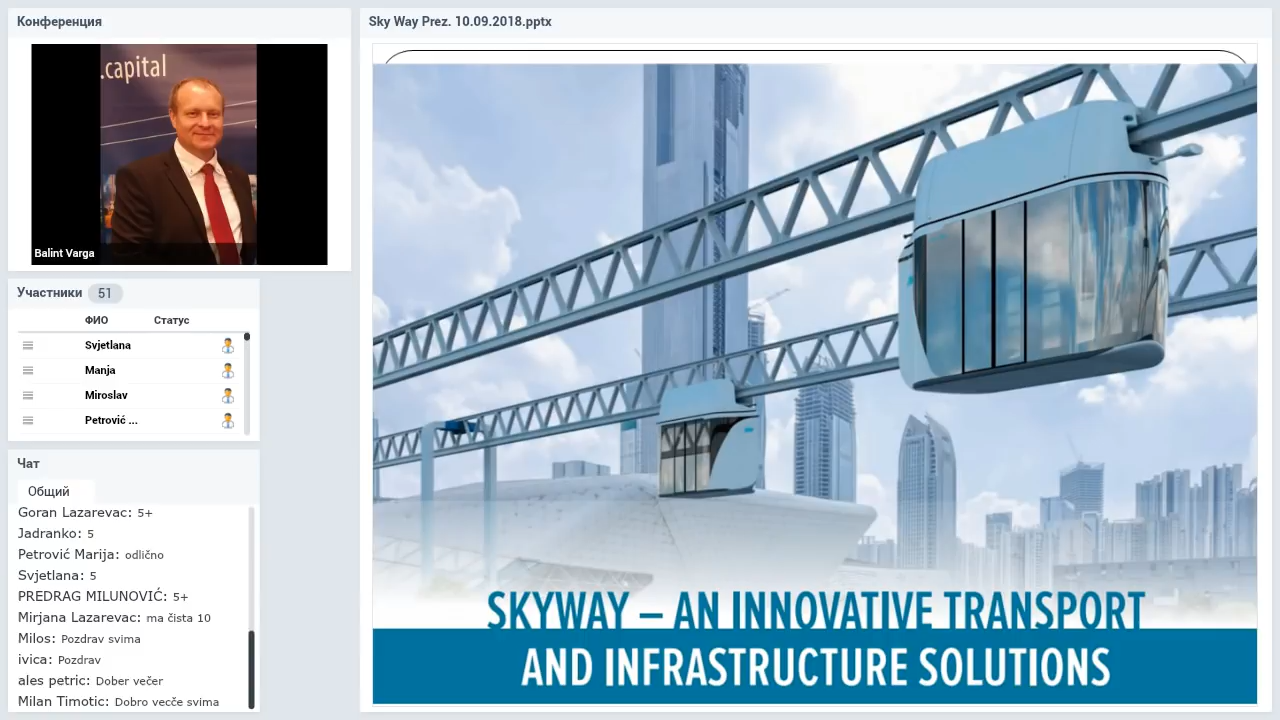 Конференция
.capital
Balint Varga
Участники 51
ФИО Статус
Svjetlana
Manja
Miroslav
Petrović ...
Чат
Общий
Goran Lazarevac: 5+
Jadranko: 5
Petrović Marija: odlično
Svjetlana: 5
PREDRAG MILUNOVIĆ: 5+
Mirjana Lazarevac: ma čista 10
Milos: Pozdrav svima
ivica: Pozdrav
ales petric: Dober večer
Milan Timotic: Dobro vecče svima
Sky Way Prez. 10.09.2018.pptx
SKYWAY – AN INNOVATIVE TRANSPORT
AND INFRASTRUCTURE SOLUTIONS